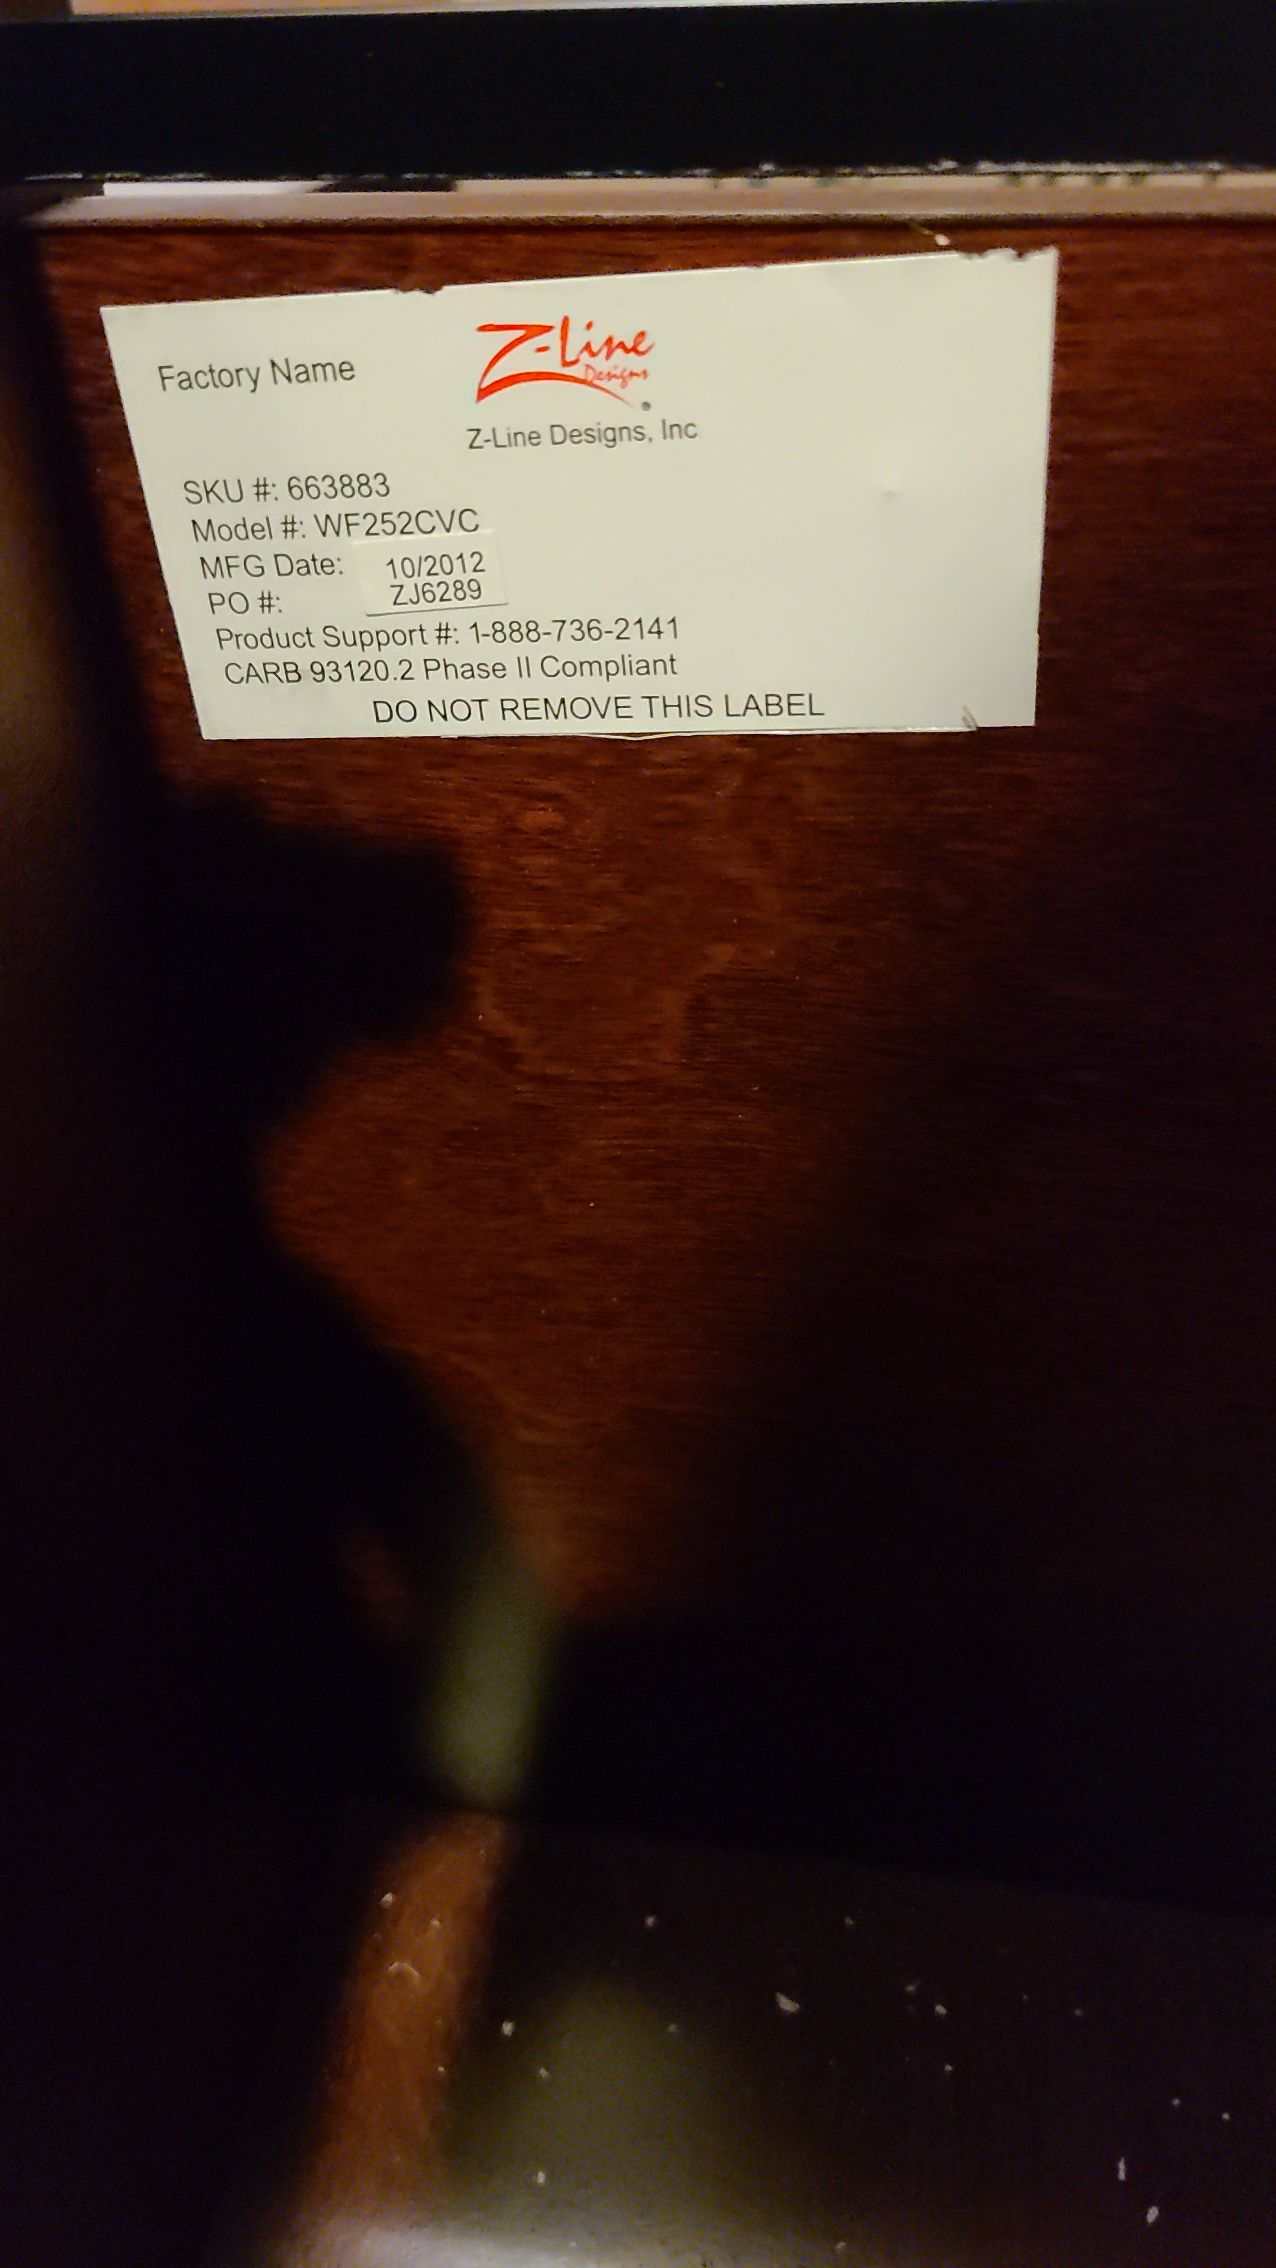 Z-Line
Designs
Factory Name
Z-Line Designs, Inc
SKU #: 663883
Model #: WF252CVC
MFG Date: 10/2012
PO #: ZJ6289
Product Support #: 1-888-736-2141
CARB 93120.2 Phase II Compliant
DO NOT REMOVE THIS LABEL